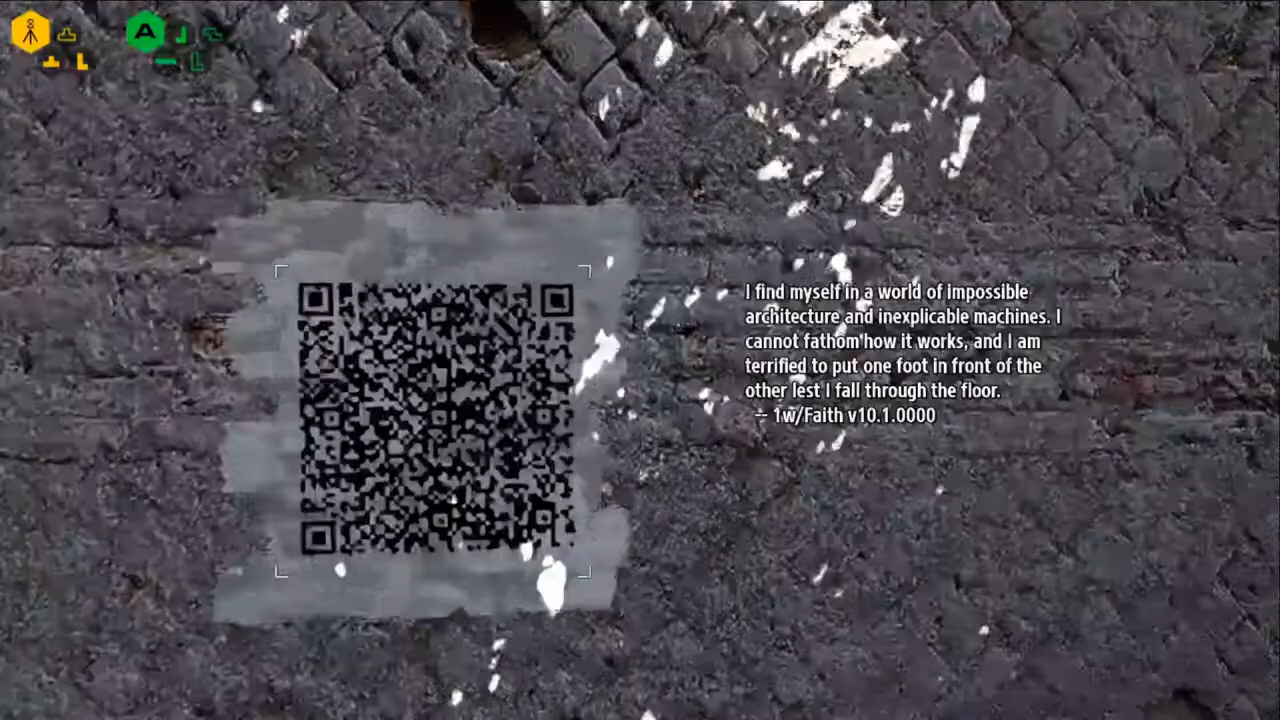 A
I find myself in a world of impossible
architecture and inexplicable machines. I
cannot fathom how it works, and I am
terrified to put one foot in front of the
other lest I fall through the floor.
-- 1w/Faith v10.1.0000